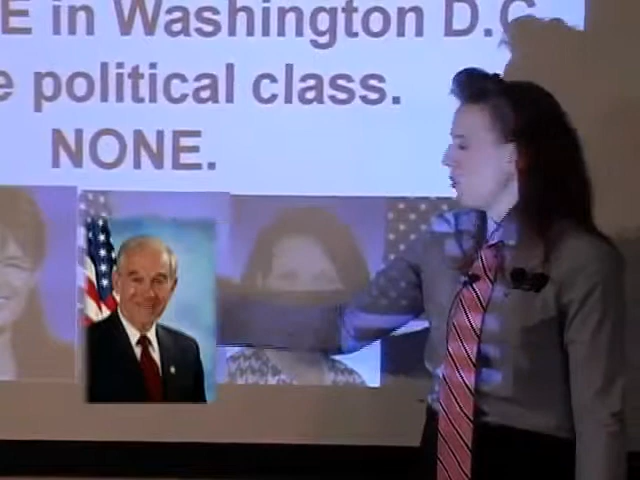 E in Washington D.C
e political class.
NONE.